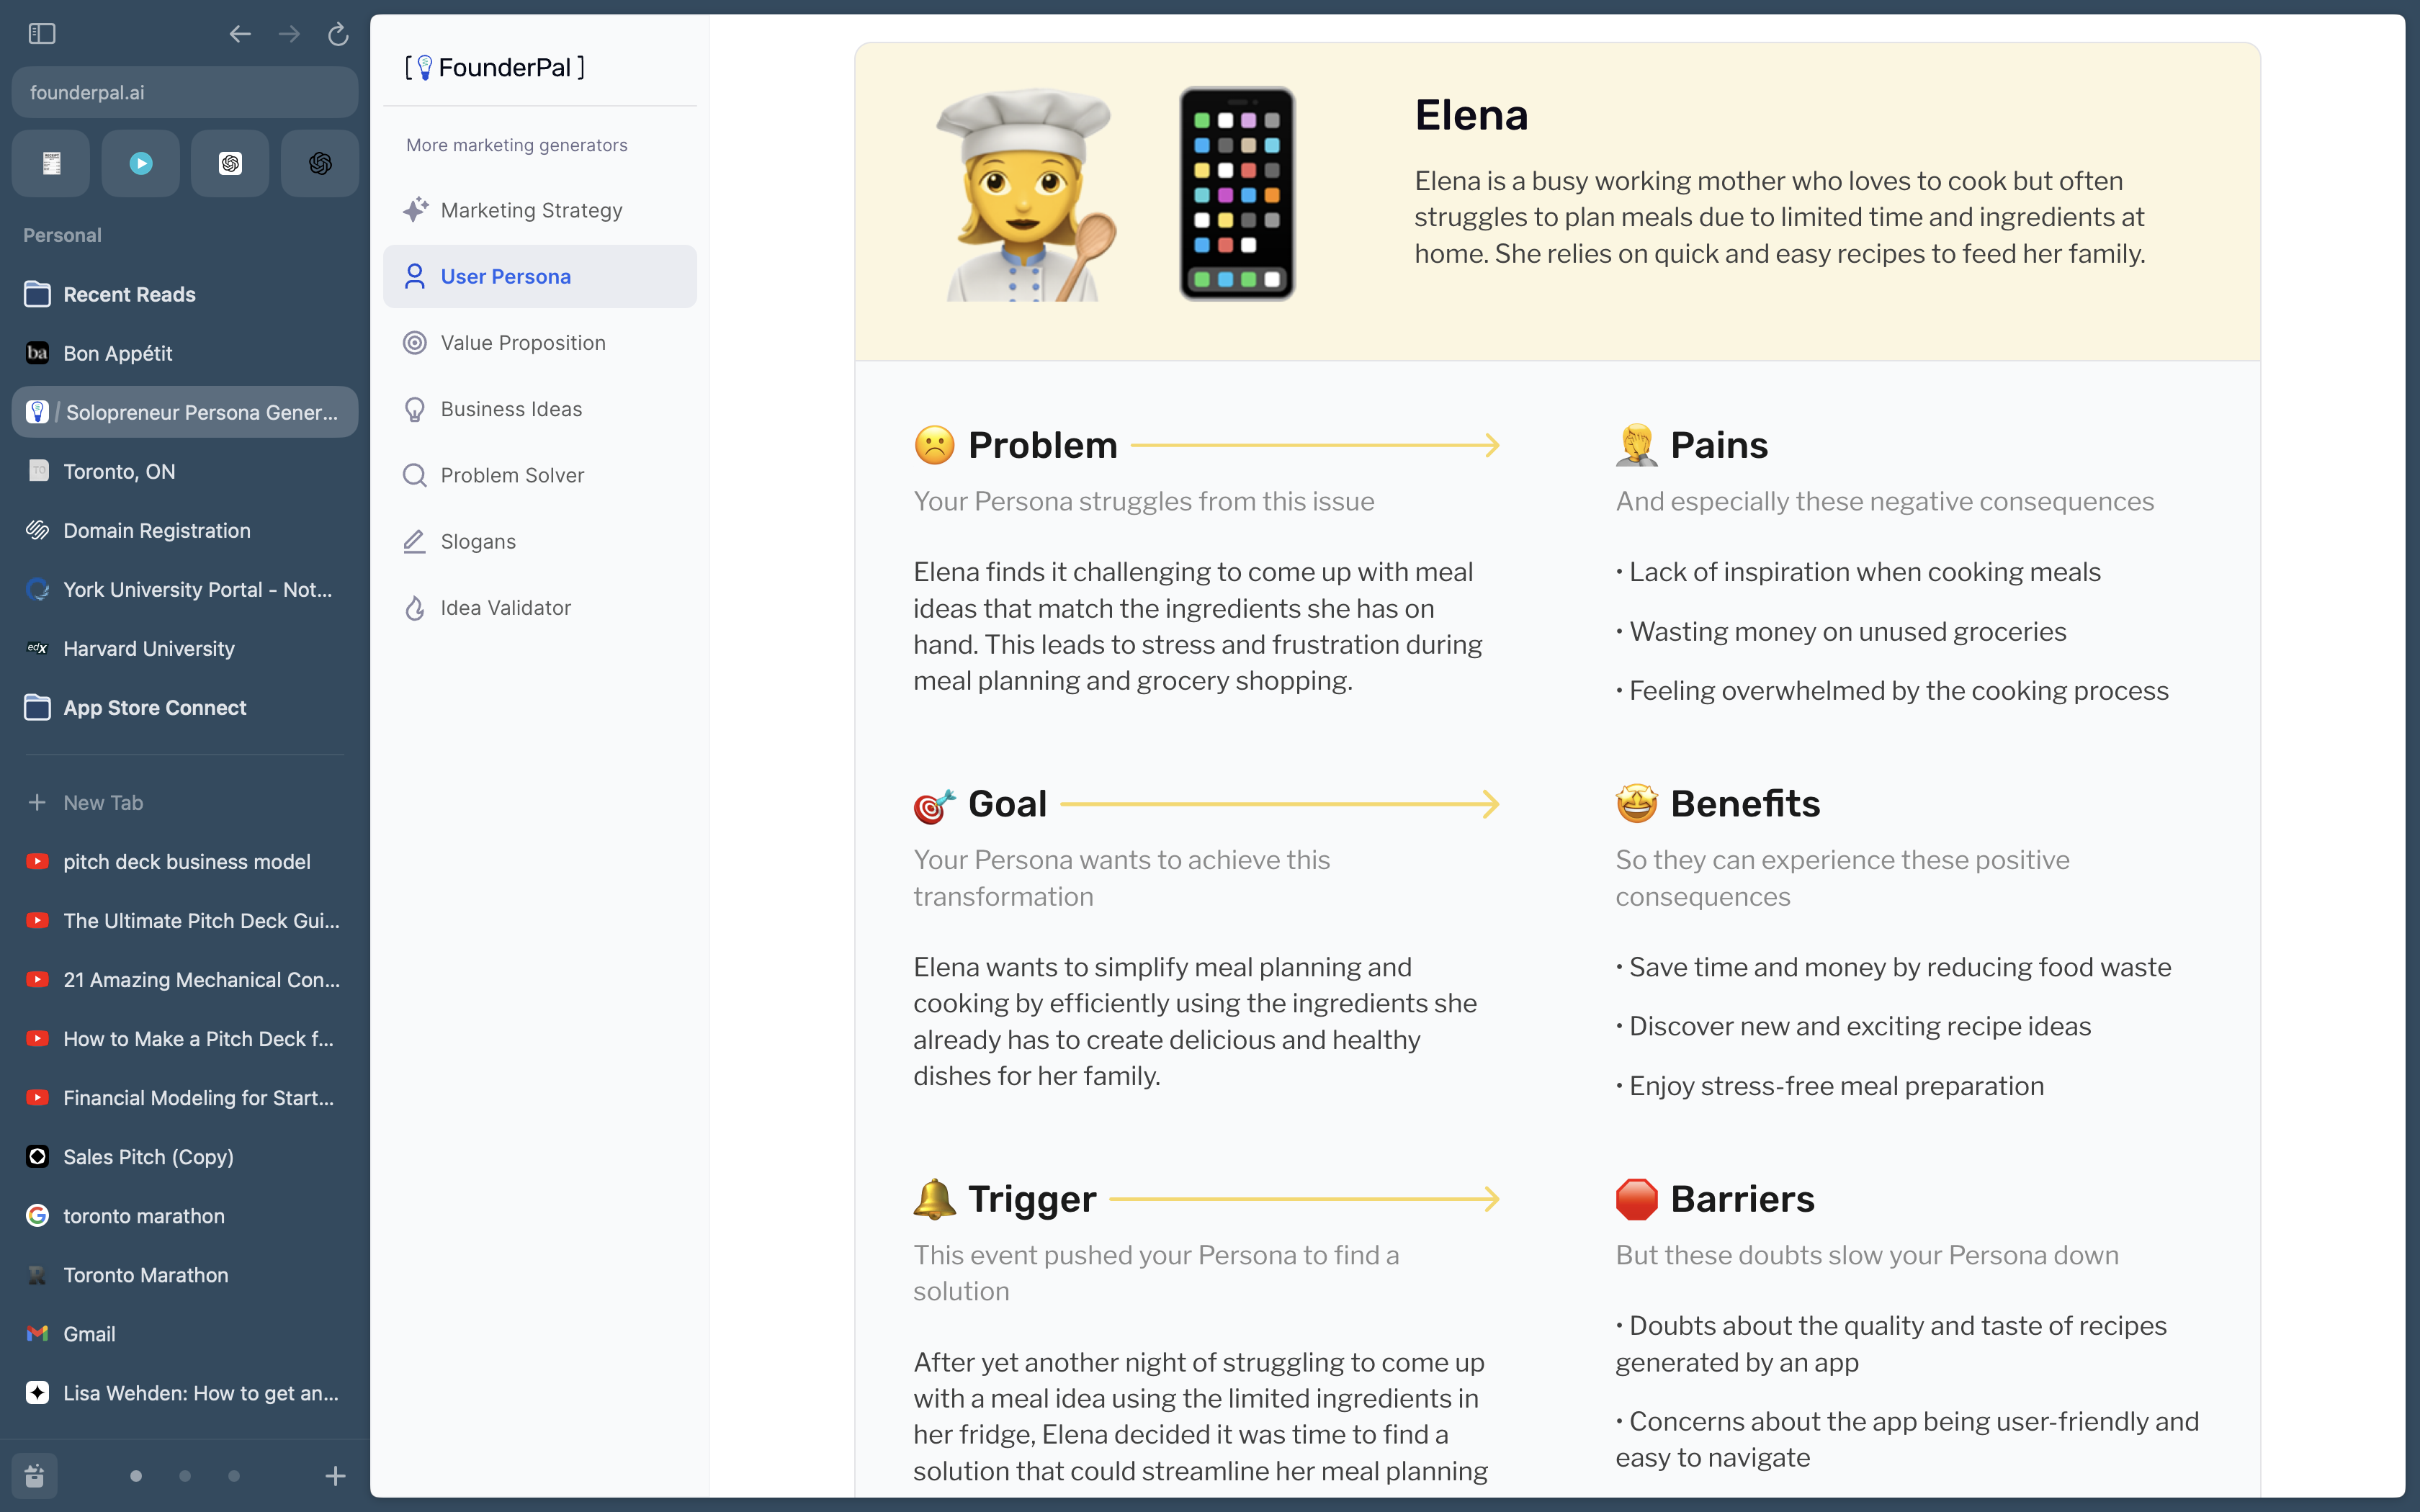 founderpal.ai
Personal
Recent Reads
ba
Bon Appétit
/ Solopreneur Persona Gener...
TO
Toronto, ON
Domain Registration
York University Portal - Not...
edX
Harvard University
App Store Connect
New Tab
pitch deck business model
The Ultimate Pitch Deck Gui...
21 Amazing Mechanical Con...
How to Make a Pitch Deck f...
Financial Modeling for Start...
Sales Pitch (Copy)
toronto marathon
Toronto Marathon
Gmail
Lisa Wehden: How to get an...
[ FounderPal ]
More marketing generators
Marketing Strategy
User Persona
Value Proposition
Business Ideas
Problem Solver
Slogans
Idea Validator
Elena
Elena is a busy working mother who loves to cook but often
struggles to plan meals due to limited time and ingredients at
home. She relies on quick and easy recipes to feed her family.
Problem
Your Persona struggles from this issue
Elena finds it challenging to come up with meal
ideas that match the ingredients she has on
hand. This leads to stress and frustration during
meal planning and grocery shopping.
Pains
And especially these negative consequences
• Lack of inspiration when cooking meals
• Wasting money on unused groceries
• Feeling overwhelmed by the cooking process
Goal
Your Persona wants to achieve this
transformation
Elena wants to simplify meal planning and
cooking by efficiently using the ingredients she
already has to create delicious and healthy
dishes for her family.
Benefits
So they can experience these positive
consequences
• Save time and money by reducing food waste
• Discover new and exciting recipe ideas
• Enjoy stress-free meal preparation
Trigger
This event pushed your Persona to find a
solution
After yet another night of struggling to come up
with a meal idea using the limited ingredients in
her fridge, Elena decided it was time to find a
solution that could streamline her meal planning
Barriers
But these doubts slow your Persona down
• Doubts about the quality and taste of recipes
generated by an app
• Concerns about the app being user-friendly and
easy to navigate